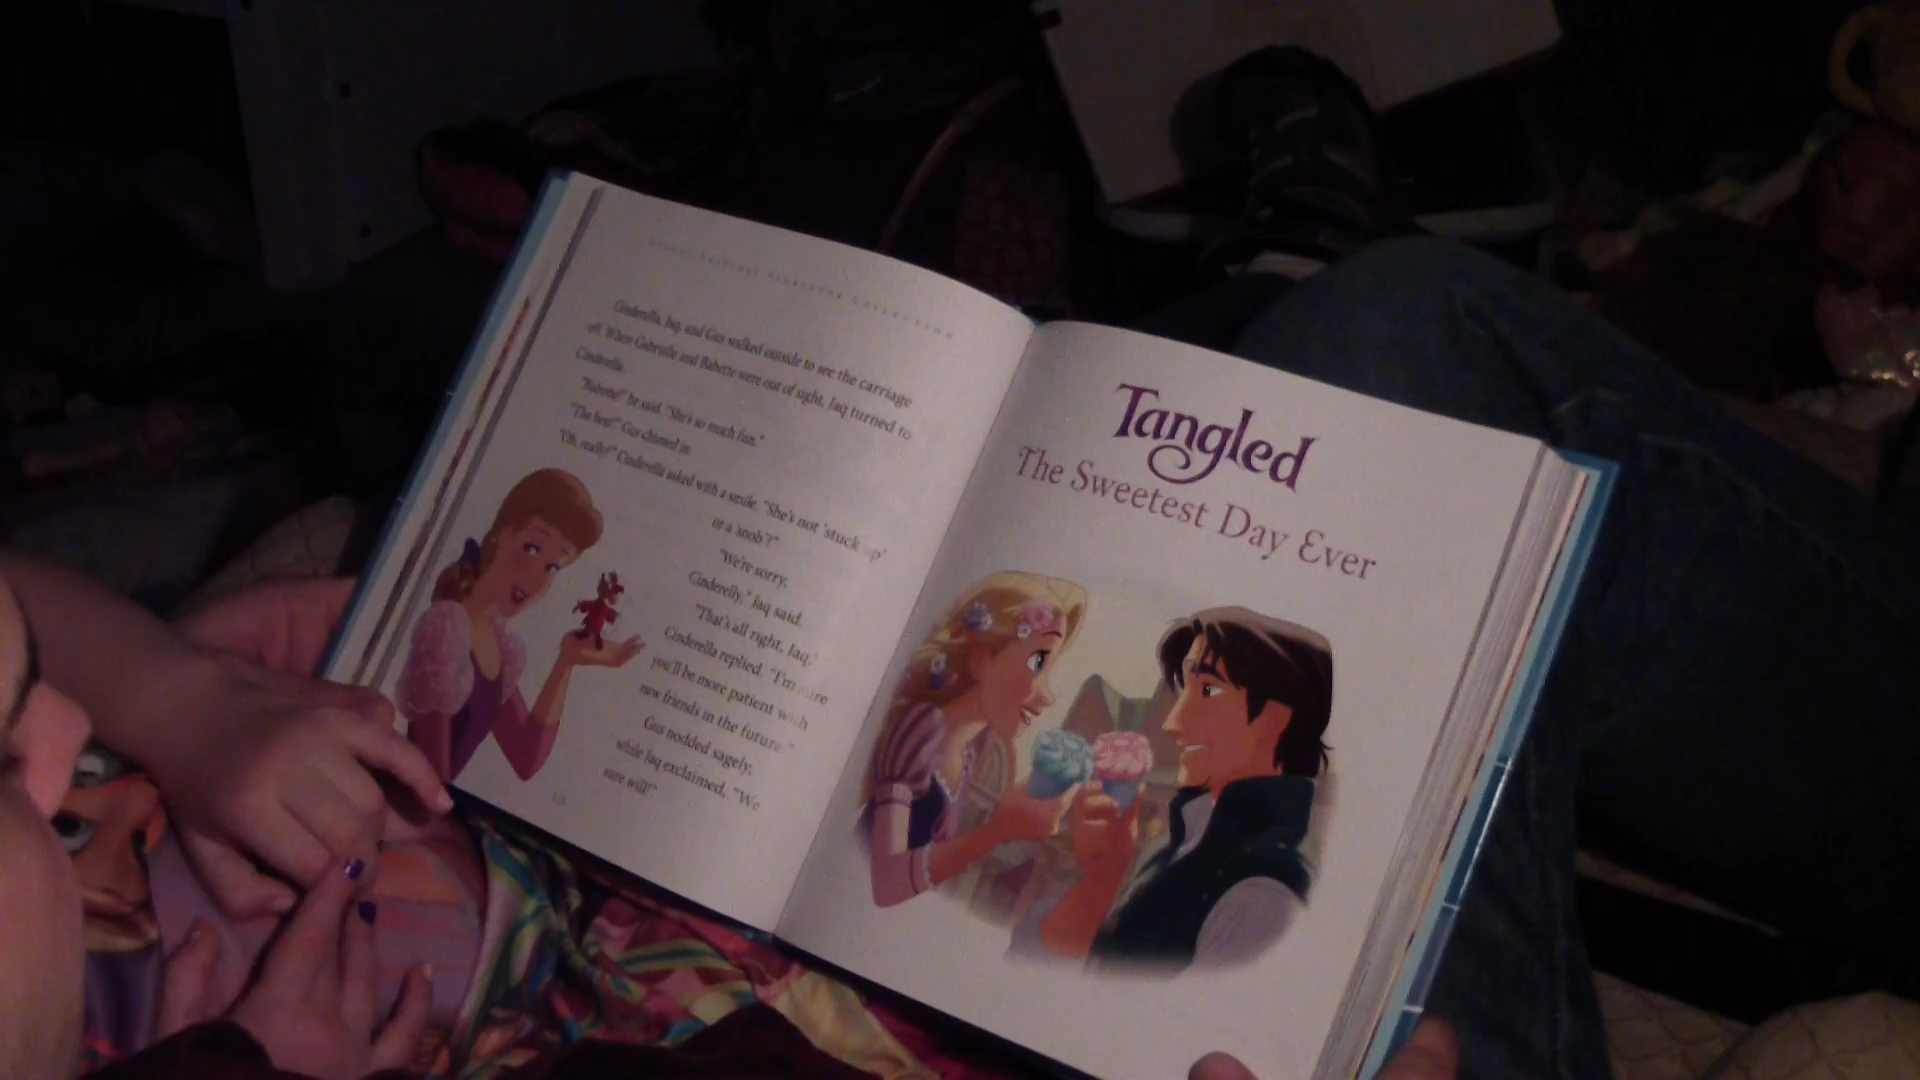 Disney Princess Storybook Collection
Cinderella, Jaq, and Gus walked outside to see the carriage
off. When Gabrielle and Babette were out of sight, Jaq turned to
Cinderella.
"Babette!" he said. "She's so much fun."
"The best!" Gus chimed in.
"Oh, really?" Cinderella asked with a smile. "She's not 'stuck up'
or a 'snob'?"
"We're sorry,
Cinderelly," Jaq said.
"That's all right, Jaq,"
Cinderella replied. "I'm sure
you'll be more patient with
new friends in the future."
Gus nodded sagely,
while Jaq exclaimed, "We
sure will!"
Tangled
The Sweetest Day Ever